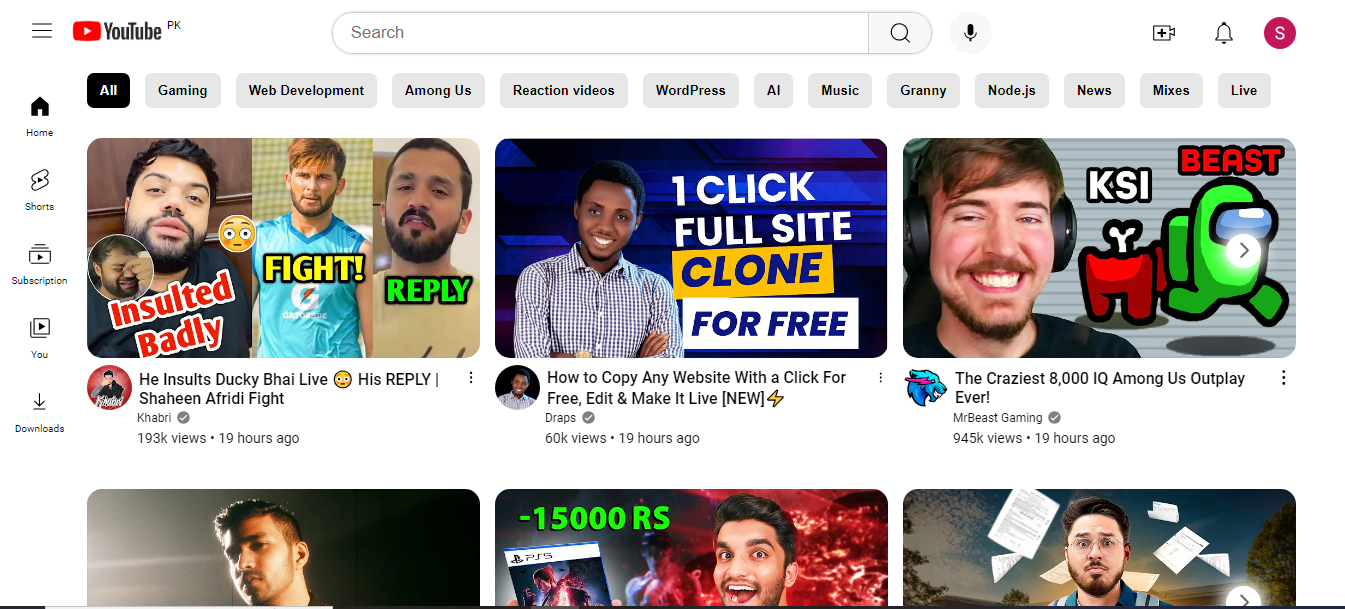 YouTube PK
Search
S
All
Gaming
Web Development
Among Us
Reaction videos
WordPress
AI
Music
Granny
Node.js
News
Mixes
Live
Home
Shorts
Subscription
You
Downloads
Insulted
Badly
FIGHT!
GATORADE
REPLY
1 CLICK
FULL SITE
CLONE
FOR FREE
KSI
BEAST
Y
He Insults Ducky Bhai Live 😳 His REPLY |
Shaheen Afridi Fight
Khabri
193k views • 19 hours ago
How to Copy Any Website With a Click For
Free, Edit & Make It Live [NEW]⚡
Draps
60k views • 19 hours ago
The Craziest 8,000 IQ Among Us Outplay
Ever!
MrBeast Gaming
945k views • 19 hours ago
-15000 RS
PS5